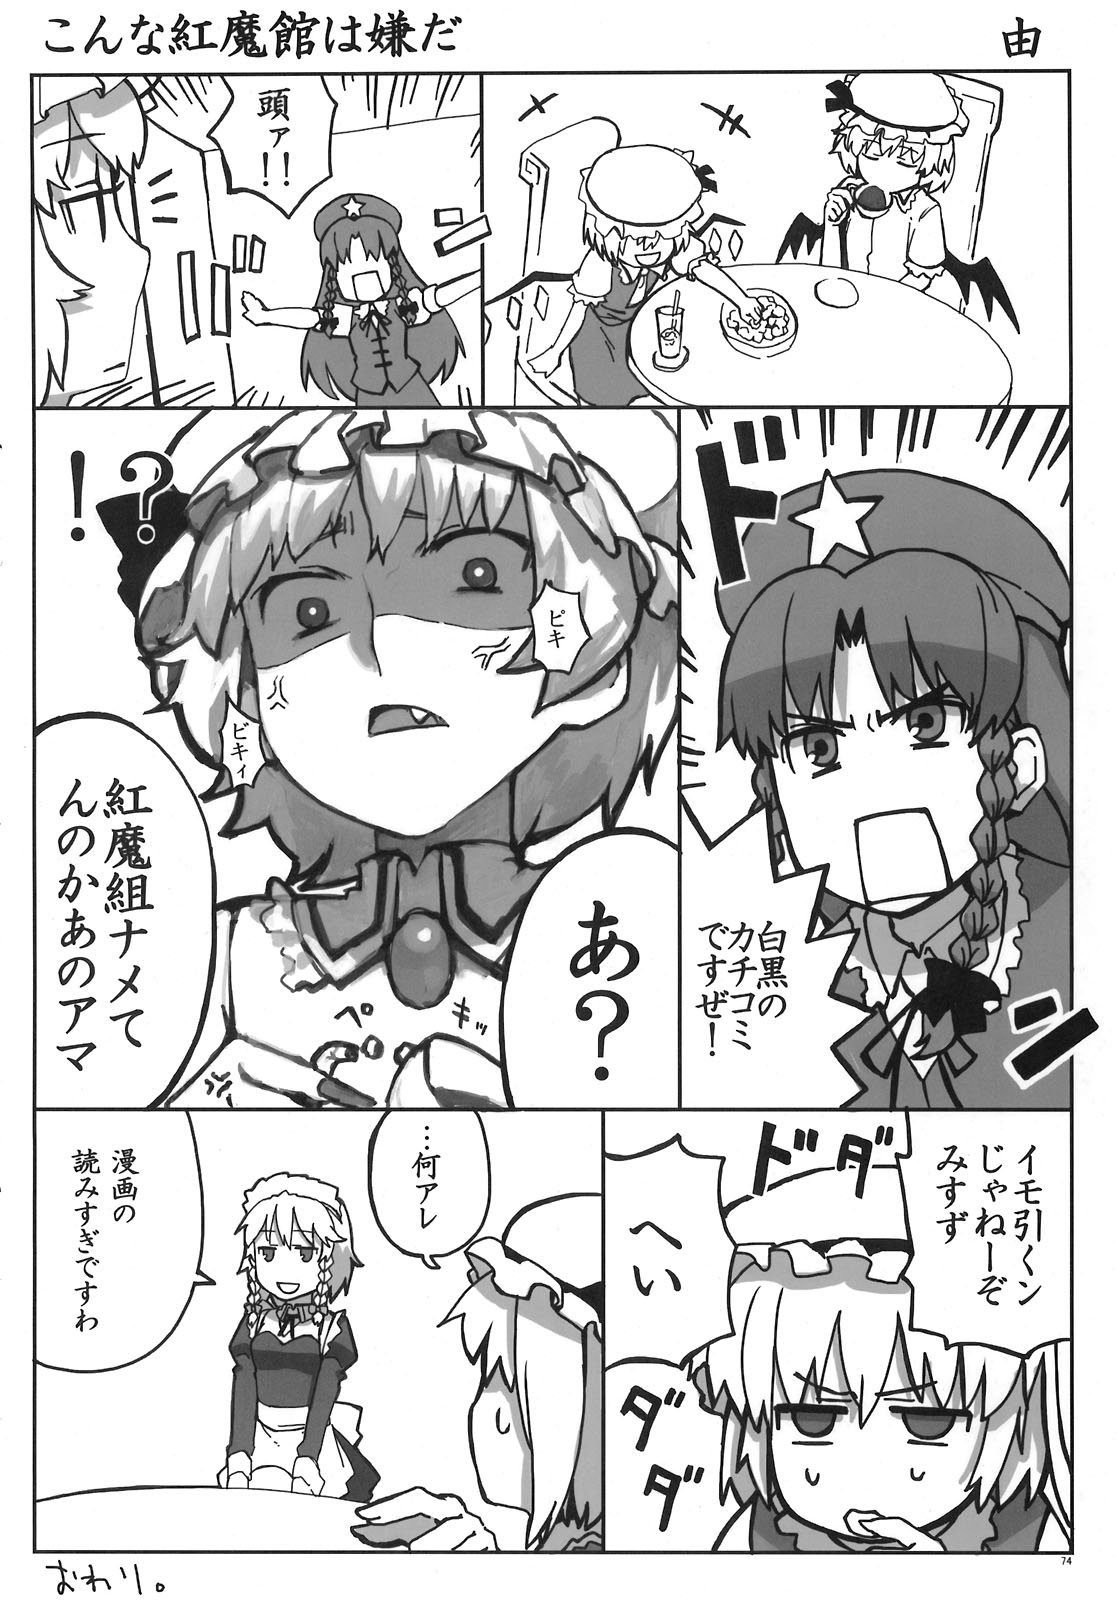 こんな紅魔館は嫌だ
由
頭ァ!!
バンッ
ドン
白黒の
カチコミ
ですぜ!
あ?
ピキ
ビキィ
!?
ペキッ
紅魔組ナメて
んのかあのアマ
イモ引くン
じゃねーぞ
みすず
へい
ドダ
ダダ
…何アレ
漫画の
読みすぎですわ
74
おわり。